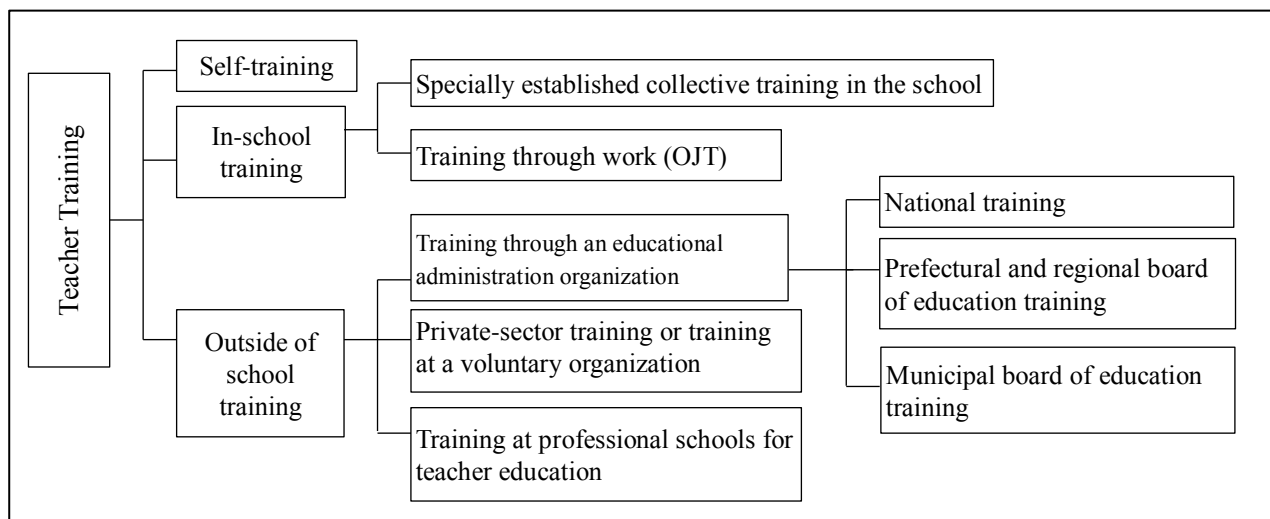 Teacher Training
Self-training
In-school
training
Outside of
school
training
Specially established collective training in the school
Training through work (OJT)
Training through an educational
administration organization
Private-sector training or training
at a voluntary organization
Training at professional schools for
teacher education
National training
Prefectural and regional board
of education training
Municipal board of education
training